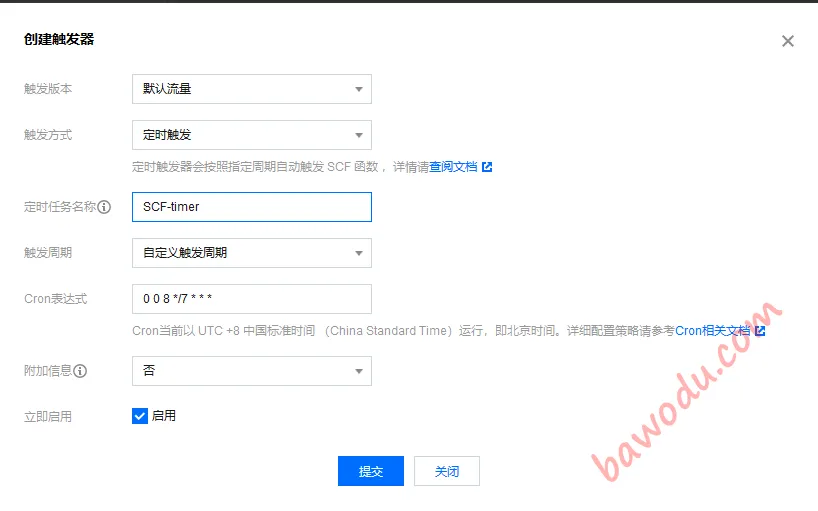 创建触发器
触发版本 默认流量
触发方式 定时触发
定时触发器会按照指定周期自动触发 SCF 函数，详情请查阅文档
定时任务名称 SCF-timer
触发周期 自定义触发周期
Cron表达式 0 0 8 */7 * * *
Cron当前以 UTC +8 中国标准时间 （China Standard Time）运行，即北京时间。详细配置策略请参考Cron相关文档
附加信息 否
立即启用 启用
提交 关闭
bawodu.com